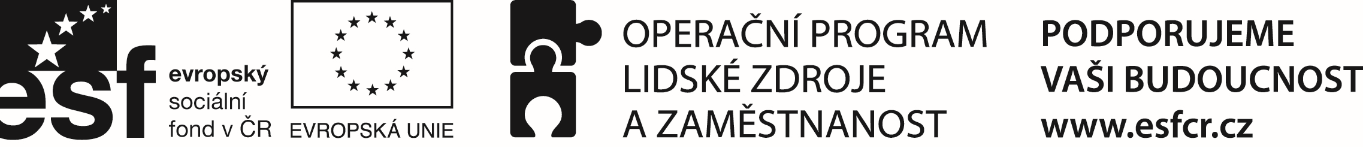 esf
evropský
sociální
fond v ČR
EVROPSKÁ UNIE
OPERAČNÍ PROGRAM
LIDSKÉ ZDROJE
A ZAMĚSTNANOST
PODPORUJEME
VAŠI BUDOUCNOST
www.esfcr.cz